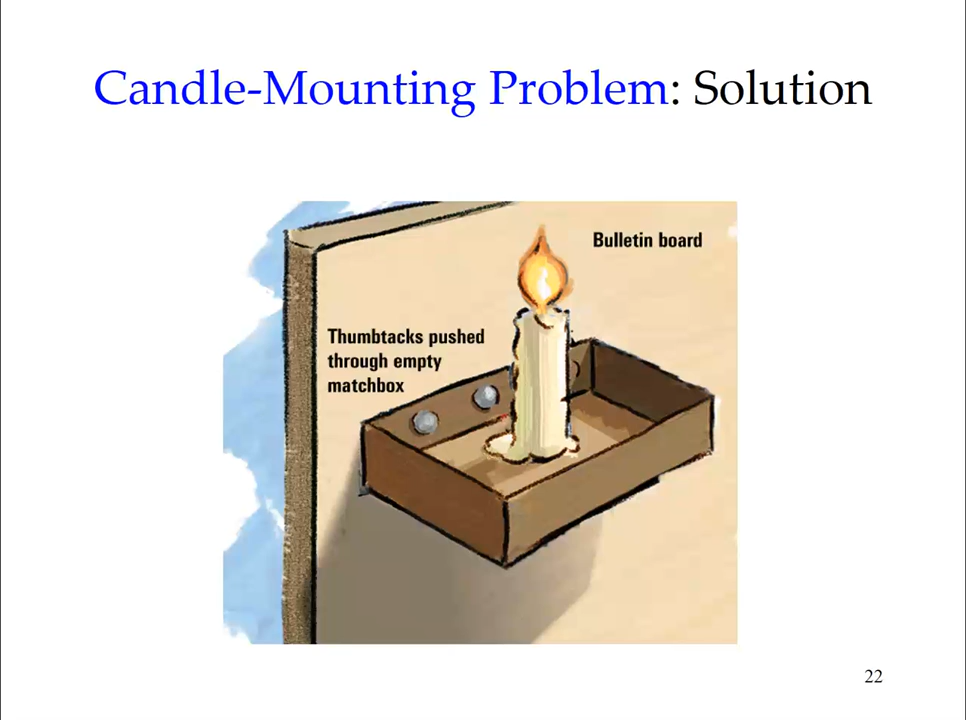 Candle-Mounting Problem: Solution
Bulletin board
Thumbtacks pushed
through empty
matchbox
22